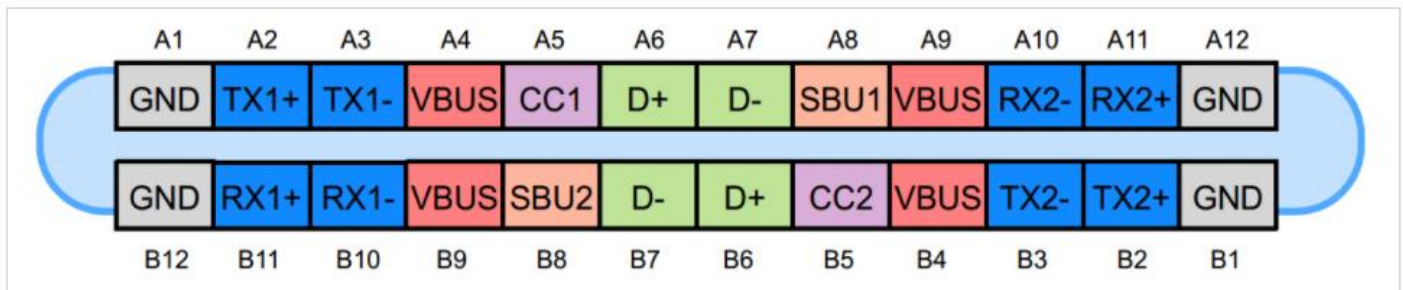 A1 A2 A3 A4 A5 A6 A7 A8 A9 A10 A11 A12
GND TX1+ TX1- VBUS CC1 D+ D- SBU1 VBUS RX2- RX2+ GND
GND RX1+ RX1- VBUS SBU2 D- D+ CC2 VBUS TX2- TX2+ GND
B12 B11 B10 B9 B8 B7 B6 B5 B4 B3 B2 B1